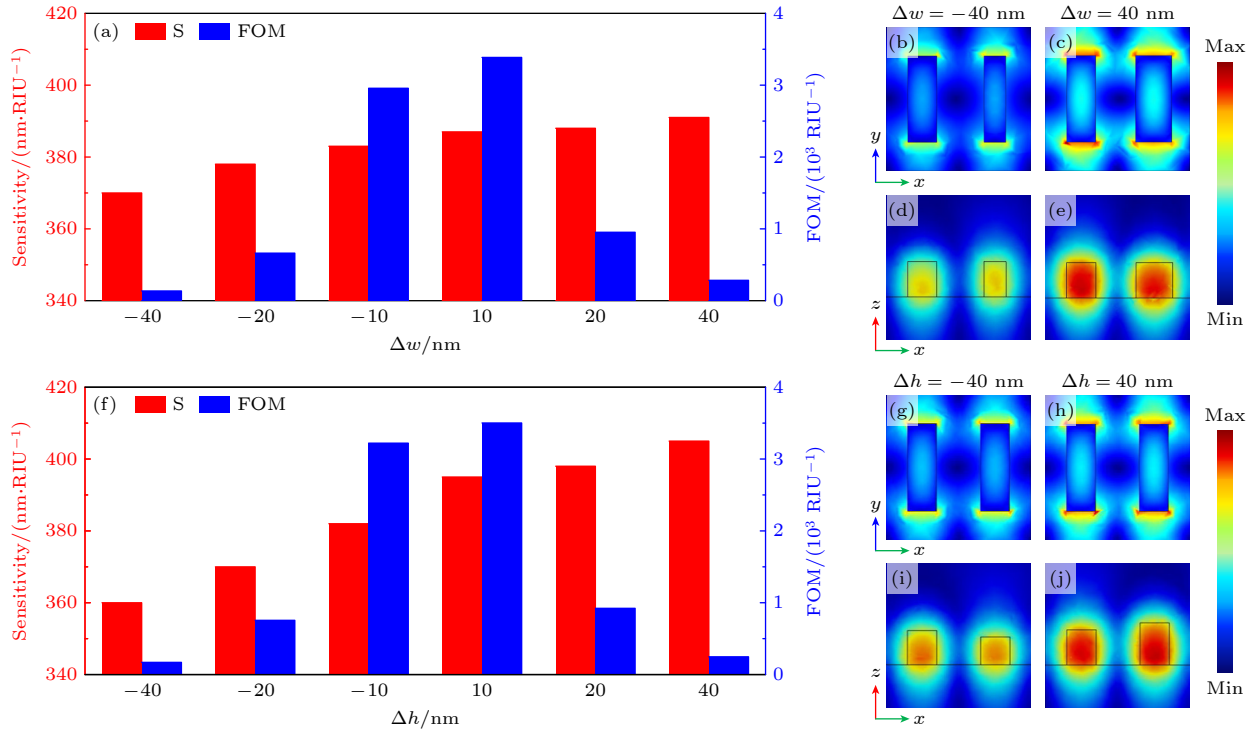 (a) S FOM
420
400
380
360
340
Sensitivity/(nm·RIU⁻¹)
4
3
2
1
0
FOM/(10³ RIU⁻¹)
−40 −20 −10 10 20 40
Δw/nm
Δw = −40 nm Δw = 40 nm
(b) (c)
y
x
(d) (e)
z
x
Max
Min
(f) S FOM
420
400
380
360
340
Sensitivity/(nm·RIU⁻¹)
4
3
2
1
0
FOM/(10³ RIU⁻¹)
−40 −20 −10 10 20 40
Δh/nm
Δh = −40 nm Δh = 40 nm
(g) (h)
y
x
(i) (j)
z
x
Max
Min